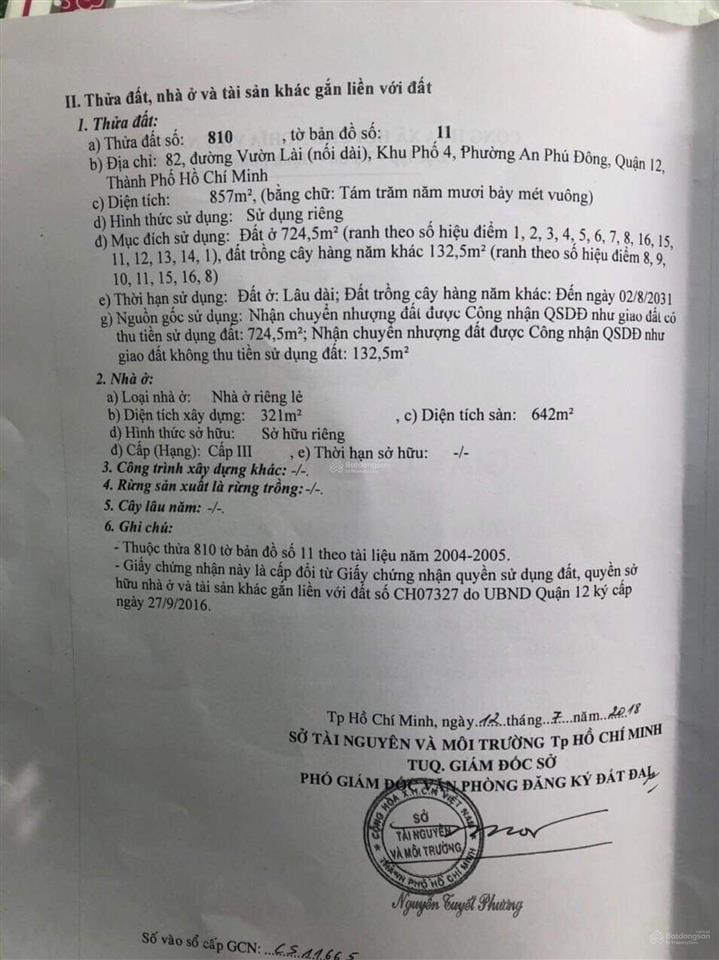 II. Thửa đất, nhà ở và tài sản khác gắn liền với đất
1. Thửa đất:
a) Thửa đất số: 810 , tờ bản đồ số: 11
b) Địa chỉ: 82, đường Vườn Lài (nối dài), Khu Phố 4, Phường An Phú Đông, Quận 12,
Thành Phố Hồ Chí Minh
c) Diện tích: 857m², (bằng chữ: Tám trăm năm mươi bảy mét vuông)
d) Hình thức sử dụng: Sử dụng riêng
đ) Mục đích sử dụng: Đất ở 724,5m² (ranh theo số hiệu điểm 1, 2, 3, 4, 5, 6, 7, 8, 16, 15,
11, 12, 13, 14, 1), đất trồng cây hàng năm khác 132,5m² (ranh theo số hiệu điểm 8, 9,
10, 11, 15, 16, 8)
e) Thời hạn sử dụng: Đất ở: Lâu dài; Đất trồng cây hàng năm khác: Đến ngày 02/8/2031
g) Nguồn gốc sử dụng: Nhận chuyển nhượng đất được Công nhận QSDĐ như giao đất có
thu tiền sử dụng đất: 724,5m²; Nhận chuyển nhượng đất được Công nhận QSDĐ như
giao đất không thu tiền sử dụng đất: 132,5m²
2. Nhà ở:
a) Loại nhà ở: Nhà ở riêng lẻ
b) Diện tích xây dựng: 321m² , c) Diện tích sàn: 642m²
d) Hình thức sở hữu: Sở hữu riêng
đ) Cấp (Hạng): Cấp III , e) Thời hạn sở hữu: -/-
3. Công trình xây dựng khác: -/-.
4. Rừng sản xuất là rừng trồng: -/-.
5. Cây lâu năm: -/-.
6. Ghi chú:
- Thuộc thửa 810 tờ bản đồ số 11 theo tài liệu năm 2004-2005.
- Giấy chứng nhận này là cấp đổi từ Giấy chứng nhận quyền sử dụng đất, quyền sở
hữu nhà ở và tài sản khác gắn liền với đất số CH07327 do UBND Quận 12 ký cấp
ngày 27/9/2016.
Tp Hồ Chí Minh, ngày 12 tháng 7 năm 2018
SỞ TÀI NGUYÊN VÀ MÔI TRƯỜNG Tp HỒ CHÍ MINH
TUQ. GIÁM ĐỐC SỞ
PHÓ GIÁM ĐỐC VĂN PHÒNG ĐĂNG KÝ ĐẤT ĐAI
CỘNG HÒA X.H.C.N VIỆT NAM
SỞ
TÀI NGUYÊN
VÀ MÔI TRƯỜNG
THÀNH PHỐ HỒ CHÍ MINH
Nguyễn Tuyết Phương
Số vào sổ cấp GCN: CS11665
Batdongsan
Batdongsan